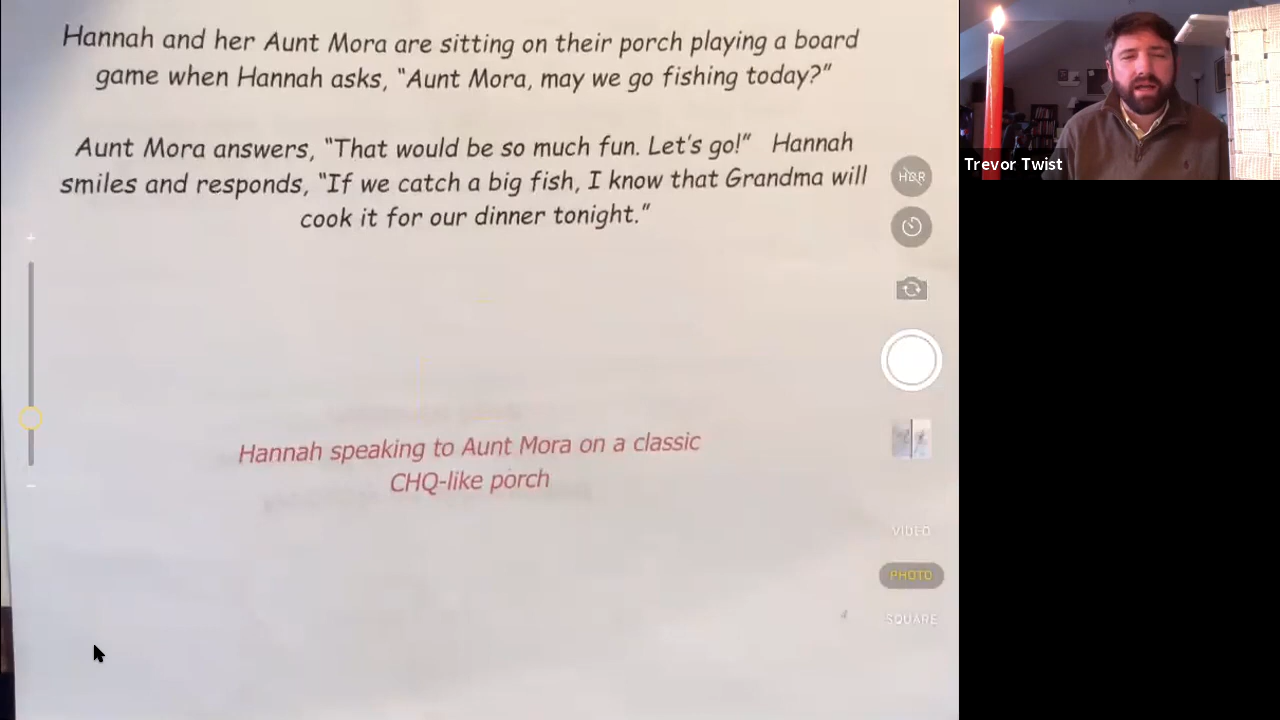 Hannah and her Aunt Mora are sitting on their porch playing a board
game when Hannah asks, “Aunt Mora, may we go fishing today?”
Aunt Mora answers, “That would be so much fun. Let’s go!” Hannah
smiles and responds, “If we catch a big fish, I know that Grandma will
cook it for our dinner tonight.”
Hannah speaking to Aunt Mora on a classic
CHQ-like porch
HDR
VIDEO
PHOTO
SQUARE
Trevor Twist